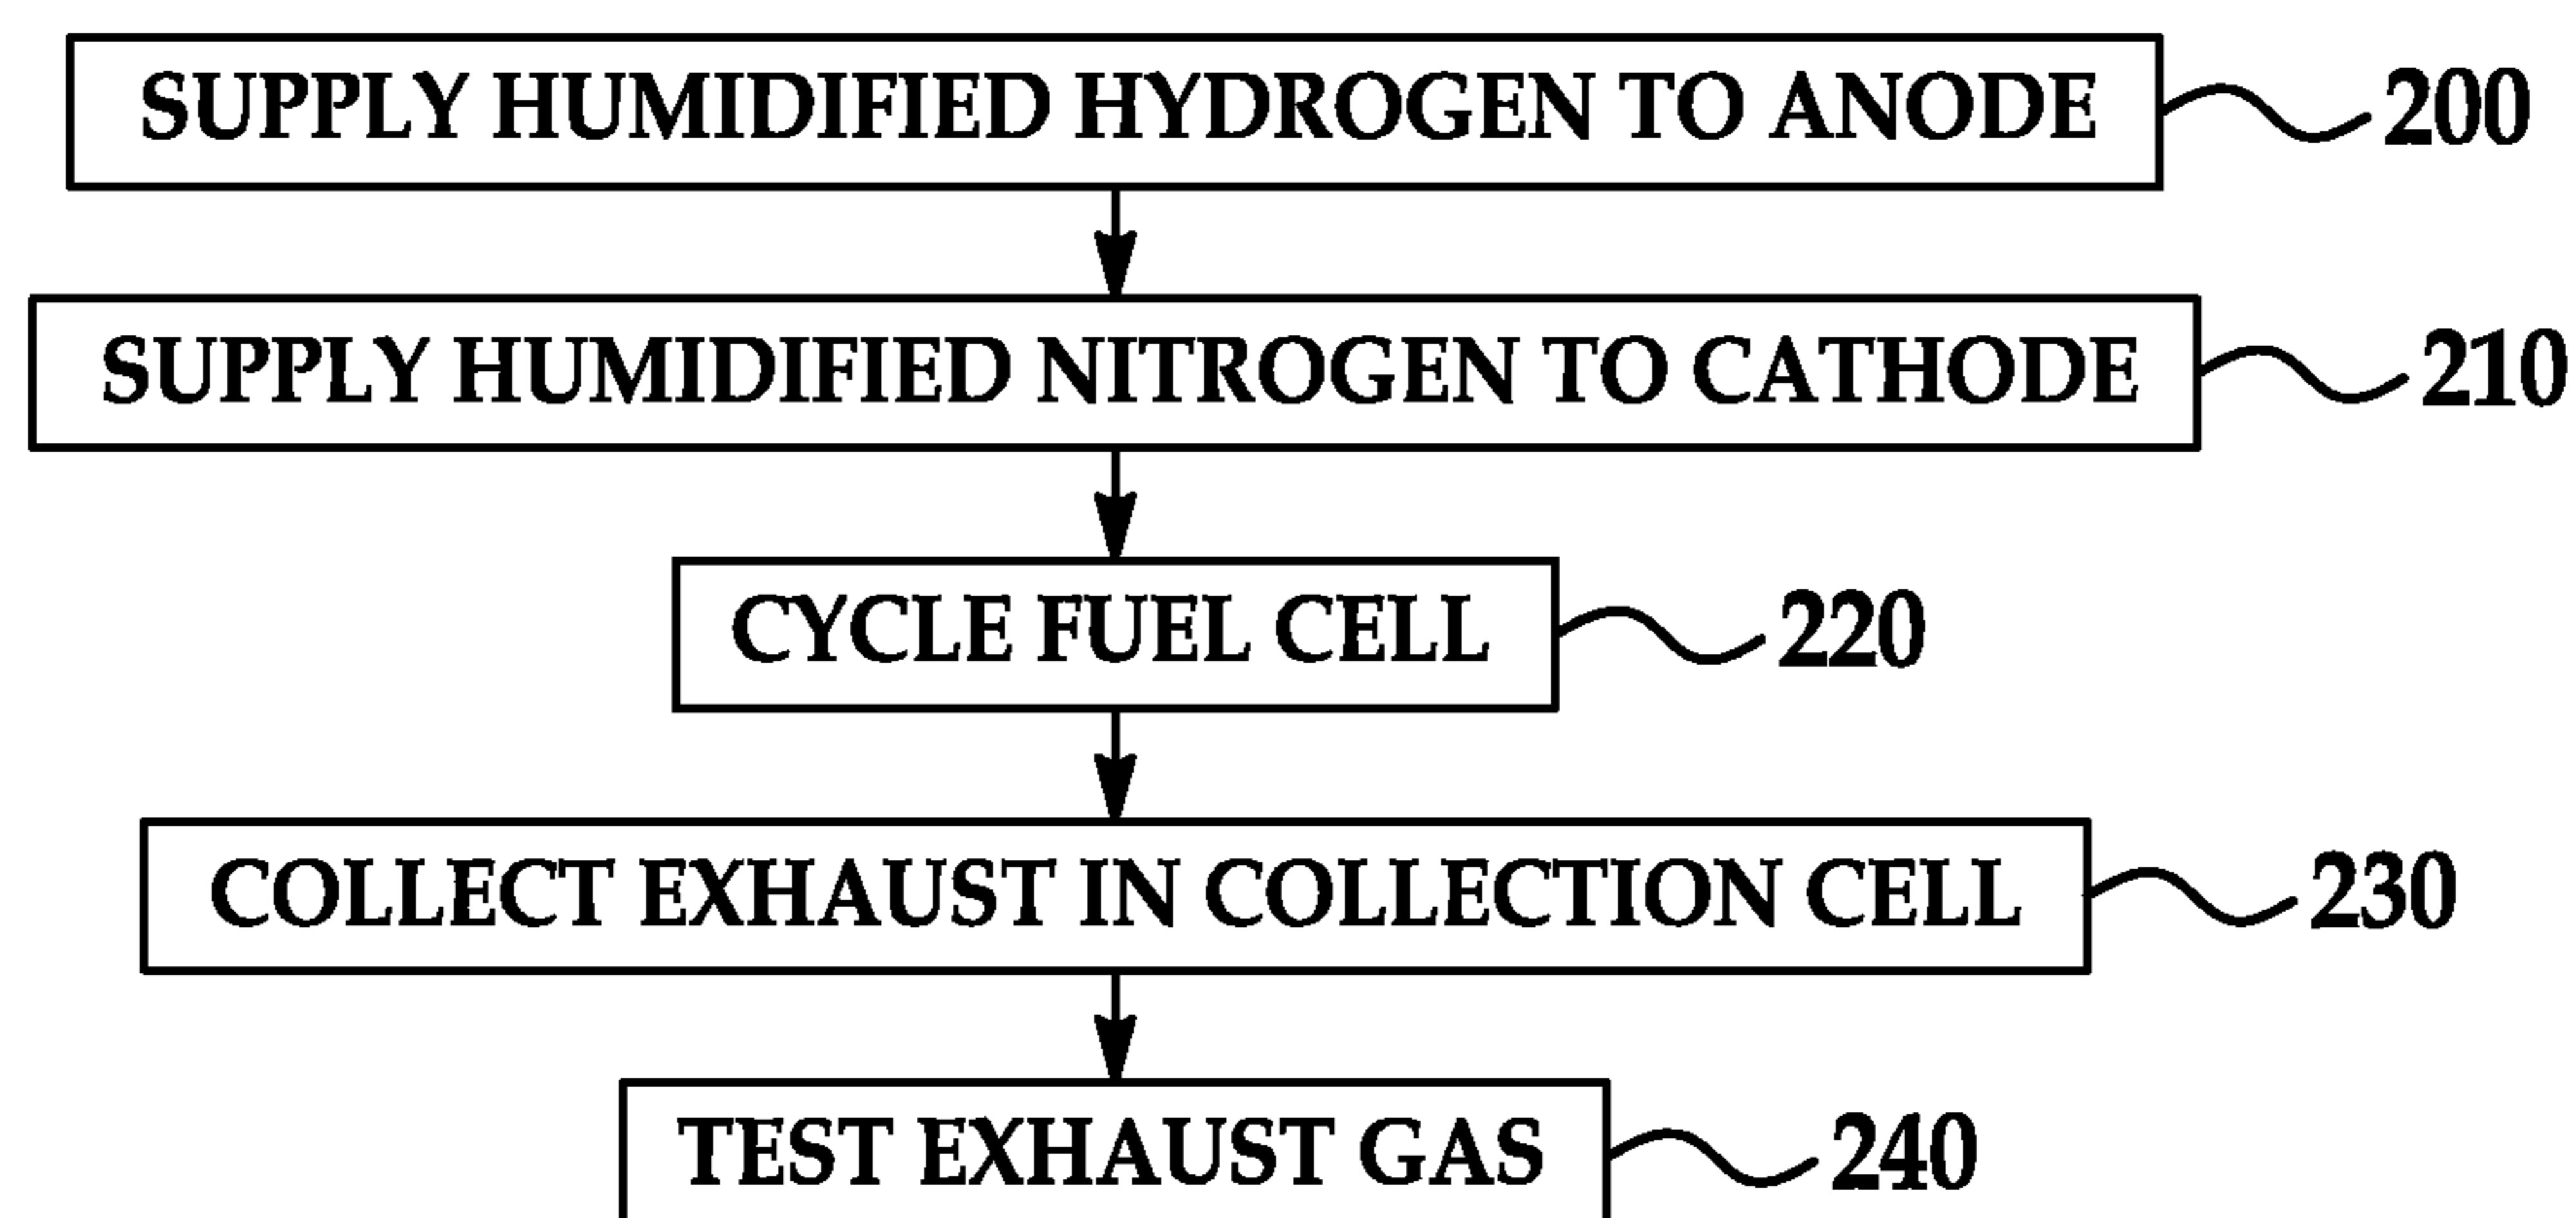 SUPPLY HUMIDIFIED HYDROGEN TO ANODE 200
SUPPLY HUMIDIFIED NITROGEN TO CATHODE 210
CYCLE FUEL CELL 220
COLLECT EXHAUST IN COLLECTION CELL 230
TEST EXHAUST GAS 240